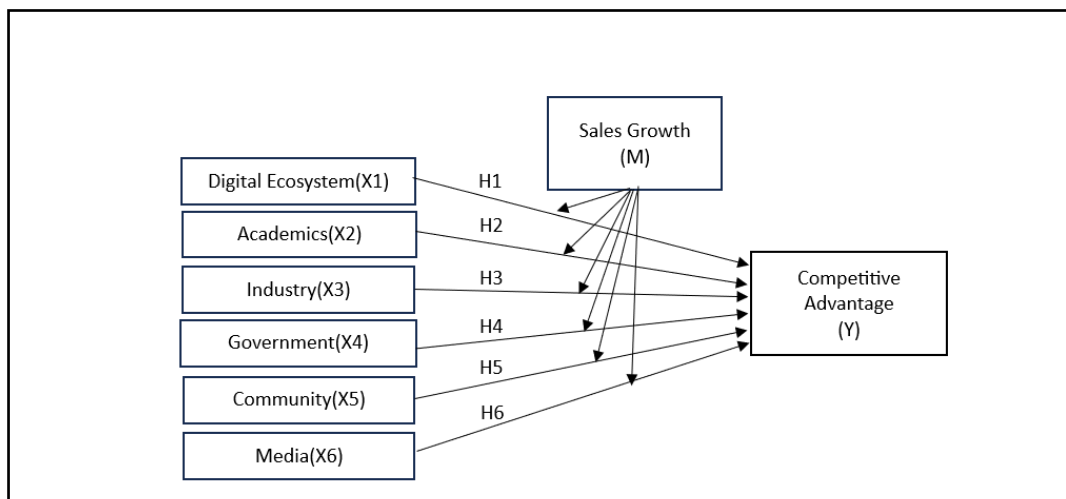 Sales Growth
(M)
Digital Ecosystem(X1)
H1
Academics(X2)
H2
Industry(X3)
H3
Government(X4)
H4
Community(X5)
H5
Media(X6)
H6
Competitive
Advantage
(Y)